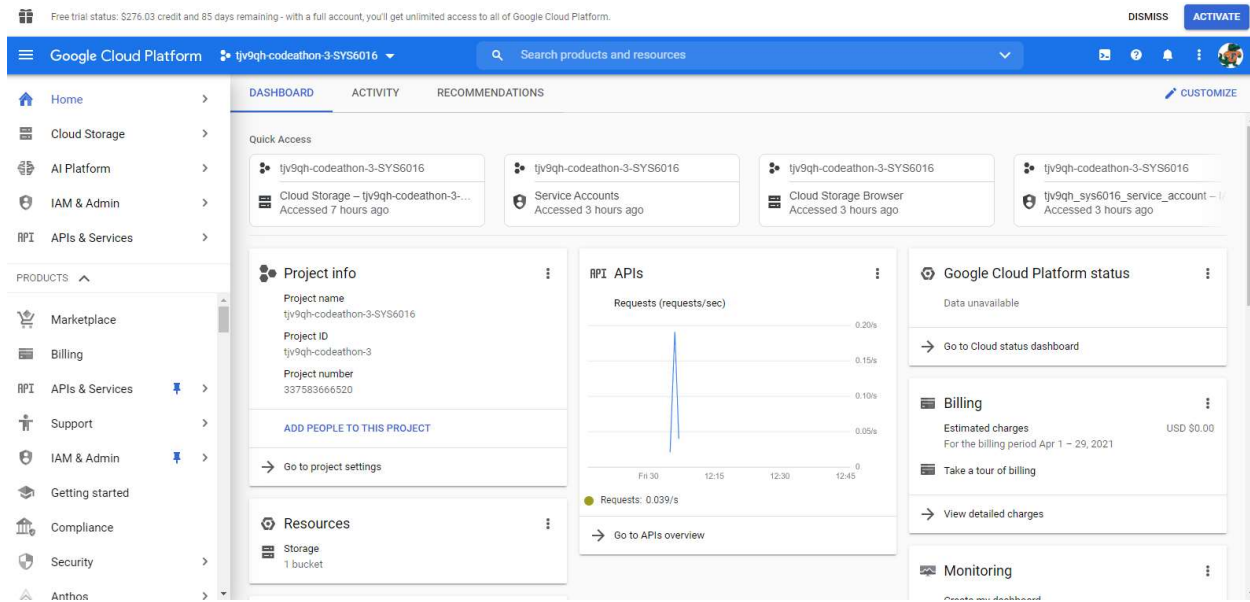 Free trial status: $276.03 credit and 85 days remaining - with a full account, you'll get unlimited access to all of Google Cloud Platform.
DISMISS
ACTIVATE
Google Cloud Platform
tjv9qh-codeathon-3-SYS6016
Search products and resources
Home
Cloud Storage
AI Platform
IAM & Admin
API APIs & Services
PRODUCTS
Marketplace
Billing
API APIs & Services
Support
IAM & Admin
Getting started
Compliance
Security
Anthos
DASHBOARD
ACTIVITY
RECOMMENDATIONS
CUSTOMIZE
Quick Access
tjv9qh-codeathon-3-SYS6016
Cloud Storage – tjv9qh-codeathon-3-...
Accessed 7 hours ago
tjv9qh-codeathon-3-SYS6016
Service Accounts
Accessed 3 hours ago
tjv9qh-codeathon-3-SYS6016
Cloud Storage Browser
Accessed 3 hours ago
tjv9qh-codeathon-3-SYS6016
tjv9qh_sys6016_service_account –
Accessed 3 hours ago
Project info
Project name
tjv9qh-codeathon-3-SYS6016
Project ID
tjv9qh-codeathon-3
Project number
337583666520
ADD PEOPLE TO THIS PROJECT
Go to project settings
Resources
Storage
1 bucket
API APIs
Requests (requests/sec)
0.20/s
0.15/s
0.10/s
0.05/s
0
Fri 30
12:15
12:30
12:45
Requests: 0.039/s
Go to APIs overview
Google Cloud Platform status
Data unavailable
Go to Cloud status dashboard
Billing
Estimated charges
USD $0.00
For the billing period Apr 1 – 29, 2021
Take a tour of billing
View detailed charges
Monitoring
Create my dashboard